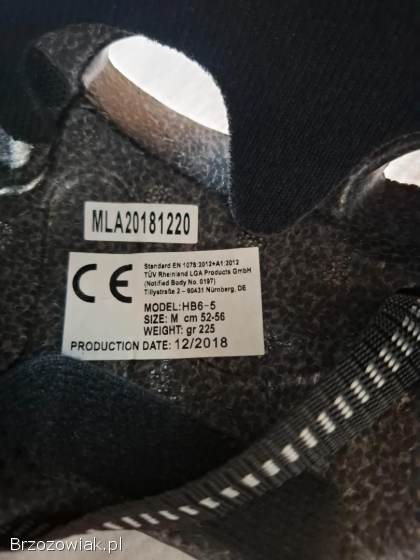 MLA20181220
CE
Standard EN 1078:2012+A1:2012
TÜV Rheinland LGA Products GmbH
(Notified Body No. 0197)
Tillystraße 2 – 90431 Nürnberg, DE
MODEL:HB6-5
SIZE: M cm 52-56
WEIGHT: gr 225
PRODUCTION DATE: 12/2018
Brzozowiak.pl